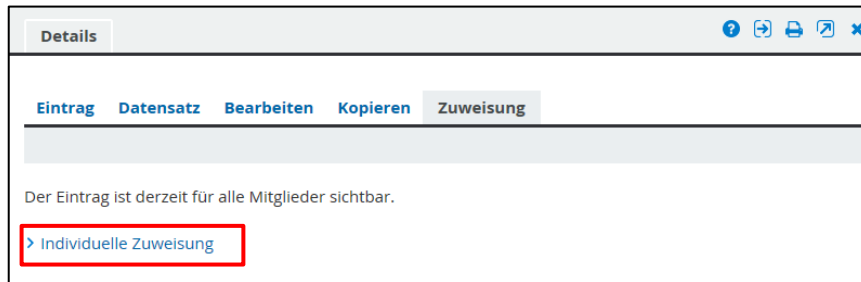 Details
Eintrag Datensatz Bearbeiten Kopieren Zuweisung
Der Eintrag ist derzeit für alle Mitglieder sichtbar.
> Individuelle Zuweisung